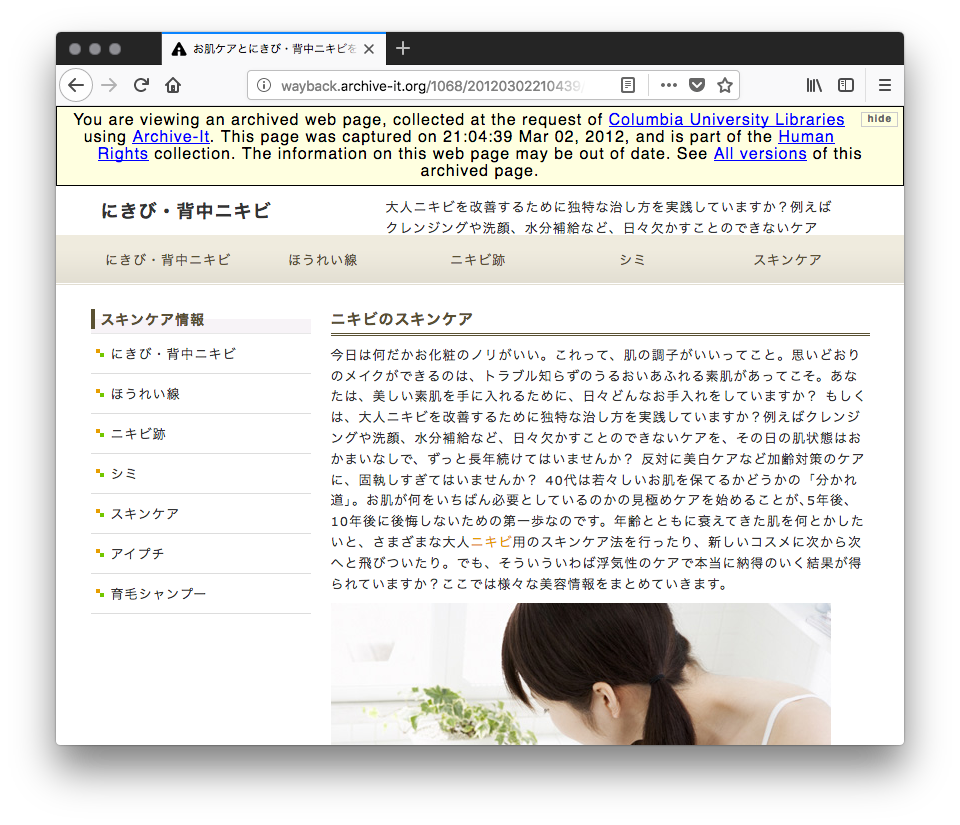 お肌ケアとにきび・背中ニキビを
wayback.archive-it.org/1068/20120302210439/
You are viewing an archived web page, collected at the request of Columbia University Libraries
hide
using Archive-It. This page was captured on 21:04:39 Mar 02, 2012, and is part of the Human
Rights collection. The information on this web page may be out of date. See All versions of this
archived page.
にきび・背中ニキビ
大人ニキビを改善するために独特な治し方を実践していますか？例えば
クレンジングや洗顔、水分補給など、日々欠かすことのできないケア
にきび・背中ニキビ ほうれい線 ニキビ跡 シミ スキンケア
スキンケア情報
にきび・背中ニキビ
ほうれい線
ニキビ跡
シミ
スキンケア
アイプチ
育毛シャンプー
ニキビのスキンケア
今日は何だかお化粧のノリがいい。これって、肌の調子がいいってこと。思いどおり
のメイクができるのは、トラブル知らずのうるおいあふれる素肌があってこそ。あな
たは、美しい素肌を手に入れるために、日々どんなお手入れをしていますか？ もしく
は、大人ニキビを改善するために独特な治し方を実践していますか？例えばクレンジ
ングや洗顔、水分補給など、日々欠かすことのできないケアを、その日の肌状態はお
かまいなしで、ずっと長年続けてはいませんか？ 反対に美白ケアなど加齢対策のケア
に、固執しすぎてはいませんか？ 40代は若々しいお肌を保てるかどうかの「分かれ
道」。お肌が何をいちばん必要としているのかの見極めケアを始めることが、5年後、
10年後に後悔しないための第一歩なのです。年齢とともに衰えてきた肌を何とかした
いと、さまざまな大人ニキビ用のスキンケア法を行ったり、新しいコスメに次から次
へと飛びついたり。でも、そういういわば浮気性のケアで本当に納得のいく結果が得
られていますか？ここでは様々な美容情報をまとめていきます。